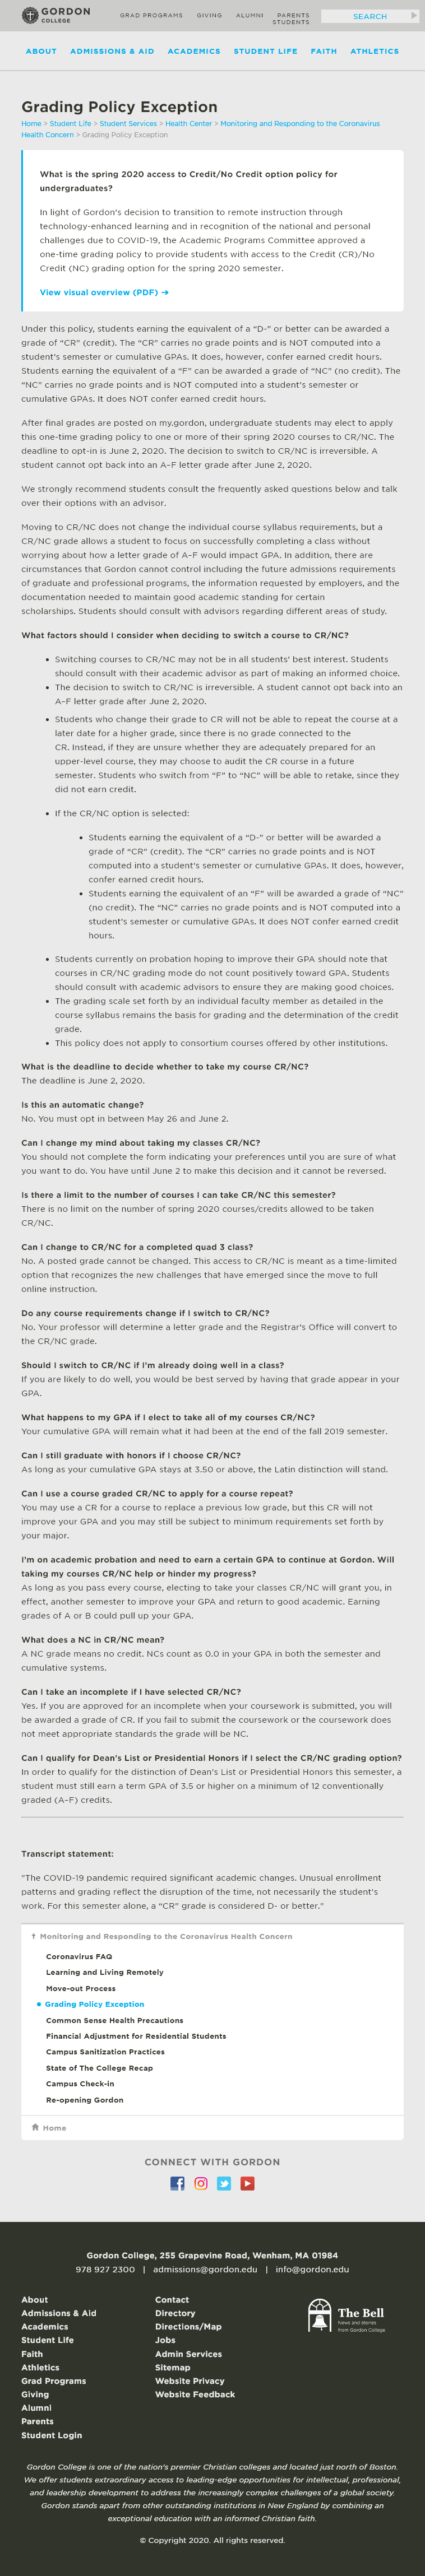 GORDON
COLLEGE
GRAD PROGRAMS GIVING ALUMNI PARENTS
STUDENTS
SEARCH
ABOUT ADMISSIONS & AID ACADEMICS STUDENT LIFE FAITH ATHLETICS
Grading Policy Exception
Home > Student Life > Student Services > Health Center > Monitoring and Responding to the Coronavirus
Health Concern > Grading Policy Exception
What is the spring 2020 access to Credit/No Credit option policy for
undergraduates?
In light of Gordon's decision to transition to remote instruction through
technology-enhanced learning and in recognition of the national and personal
challenges due to COVID-19, the Academic Programs Committee approved a
one-time grading policy to provide students with access to the Credit (CR)/No
Credit (NC) grading option for the spring 2020 semester.
View visual overview (PDF) ➔
Under this policy, students earning the equivalent of a “D-” or better can be awarded a
grade of “CR” (credit). The “CR” carries no grade points and is NOT computed into a
student’s semester or cumulative GPAs. It does, however, confer earned credit hours.
Students earning the equivalent of a “F” can be awarded a grade of “NC” (no credit). The
“NC” carries no grade points and is NOT computed into a student’s semester or
cumulative GPAs. It does NOT confer earned credit hours.
After final grades are posted on my.gordon, undergraduate students may elect to apply
this one-time grading policy to one or more of their spring 2020 courses to CR/NC. The
deadline to opt-in is June 2, 2020. The decision to switch to CR/NC is irreversible. A
student cannot opt back into an A–F letter grade after June 2, 2020.
We strongly recommend students consult the frequently asked questions below and talk
over their options with an advisor.
Moving to CR/NC does not change the individual course syllabus requirements, but a
CR/NC grade allows a student to focus on successfully completing a class without
worrying about how a letter grade of A–F would impact GPA. In addition, there are
circumstances that Gordon cannot control including the future admissions requirements
of graduate and professional programs, the information requested by employers, and the
documentation needed to maintain good academic standing for certain
scholarships. Students should consult with advisors regarding different areas of study.
What factors should I consider when deciding to switch a course to CR/NC?
• Switching courses to CR/NC may not be in all students’ best interest. Students
should consult with their academic advisor as part of making an informed choice.
• The decision to switch to CR/NC is irreversible. A student cannot opt back into an
A–F letter grade after June 2, 2020.
• Students who change their grade to CR will not be able to repeat the course at a
later date for a higher grade, since there is no grade connected to the
CR. Instead, if they are unsure whether they are adequately prepared for an
upper-level course, they may choose to audit the CR course in a future
semester. Students who switch from “F” to “NC” will be able to retake, since they
did not earn credit.
• If the CR/NC option is selected:
• Students earning the equivalent of a “D-” or better will be awarded a
grade of “CR” (credit). The “CR” carries no grade points and is NOT
computed into a student’s semester or cumulative GPAs. It does, however,
confer earned credit hours.
• Students earning the equivalent of an “F” will be awarded a grade of “NC”
(no credit). The “NC” carries no grade points and is NOT computed into a
student’s semester or cumulative GPAs. It does NOT confer earned credit
hours.
• Students currently on probation hoping to improve their GPA should note that
courses in CR/NC grading mode do not count positively toward GPA. Students
should consult with academic advisors to ensure they are making good choices.
• The grading scale set forth by an individual faculty member as detailed in the
course syllabus remains the basis for grading and the determination of the credit
grade.
• This policy does not apply to consortium courses offered by other institutions.
What is the deadline to decide whether to take my course CR/NC?
The deadline is June 2, 2020.
Is this an automatic change?
No. You must opt in between May 26 and June 2.
Can I change my mind about taking my classes CR/NC?
You should not complete the form indicating your preferences until you are sure of what
you want to do. You have until June 2 to make this decision and it cannot be reversed.
Is there a limit to the number of courses I can take CR/NC this semester?
There is no limit on the number of spring 2020 courses/credits allowed to be taken
CR/NC.
Can I change to CR/NC for a completed quad 3 class?
No. A posted grade cannot be changed. This access to CR/NC is meant as a time-limited
option that recognizes the new challenges that have emerged since the move to full
online instruction.
Do any course requirements change if I switch to CR/NC?
No. Your professor will determine a letter grade and the Registrar’s Office will convert to
the CR/NC grade.
Should I switch to CR/NC if I’m already doing well in a class?
If you are likely to do well, you would be best served by having that grade appear in your
GPA.
What happens to my GPA if I elect to take all of my courses CR/NC?
Your cumulative GPA will remain what it had been at the end of the fall 2019 semester.
Can I still graduate with honors if I choose CR/NC?
As long as your cumulative GPA stays at 3.50 or above, the Latin distinction will stand.
Can I use a course graded CR/NC to apply for a course repeat?
You may use a CR for a course to replace a previous low grade, but this CR will not
improve your GPA and you may still be subject to minimum requirements set forth by
your major.
I’m on academic probation and need to earn a certain GPA to continue at Gordon. Will
taking my courses CR/NC help or hinder my progress?
As long as you pass every course, electing to take your classes CR/NC will grant you, in
effect, another semester to improve your GPA and return to good academic. Earning
grades of A or B could pull up your GPA.
What does a NC in CR/NC mean?
A NC grade means no credit. NCs count as 0.0 in your GPA in both the semester and
cumulative systems.
Can I take an incomplete if I have selected CR/NC?
Yes. If you are approved for an incomplete when your coursework is submitted, you will
be awarded a grade of CR. If you fail to submit the coursework or the coursework does
not meet appropriate standards the grade will be NC.
Can I qualify for Dean's List or Presidential Honors if I select the CR/NC grading option?
In order to qualify for the distinction of Dean's List or Presidential Honors this semester, a
student must still earn a term GPA of 3.5 or higher on a minimum of 12 conventionally
graded (A–F) credits.
Transcript statement:
"The COVID-19 pandemic required significant academic changes. Unusual enrollment
patterns and grading reflect the disruption of the time, not necessarily the student's
work. For this semester alone, a “CR” grade is considered D- or better."
Monitoring and Responding to the Coronavirus Health Concern
Coronavirus FAQ
Learning and Living Remotely
Move-out Process
Grading Policy Exception
Common Sense Health Precautions
Financial Adjustment for Residential Students
Campus Sanitization Practices
State of The College Recap
Campus Check-in
Re-opening Gordon
Home
CONNECT WITH GORDON
Gordon College, 255 Grapevine Road, Wenham, MA 01984
978 927 2300 | admissions@gordon.edu | info@gordon.edu
About
Admissions & Aid
Academics
Student Life
Faith
Athletics
Grad Programs
Giving
Alumni
Parents
Student Login
Contact
Directory
Directions/Map
Jobs
Admin Services
Sitemap
Website Privacy
Website Feedback
The Bell
News and stories
from Gordon College
Gordon College is one of the nation's premier Christian colleges and located just north of Boston.
We offer students extraordinary access to leading-edge opportunities for intellectual, professional,
and leadership development to address the increasingly complex challenges of a global society.
Gordon stands apart from other outstanding institutions in New England by combining an
exceptional education with an informed Christian faith.
© Copyright 2020. All rights reserved.